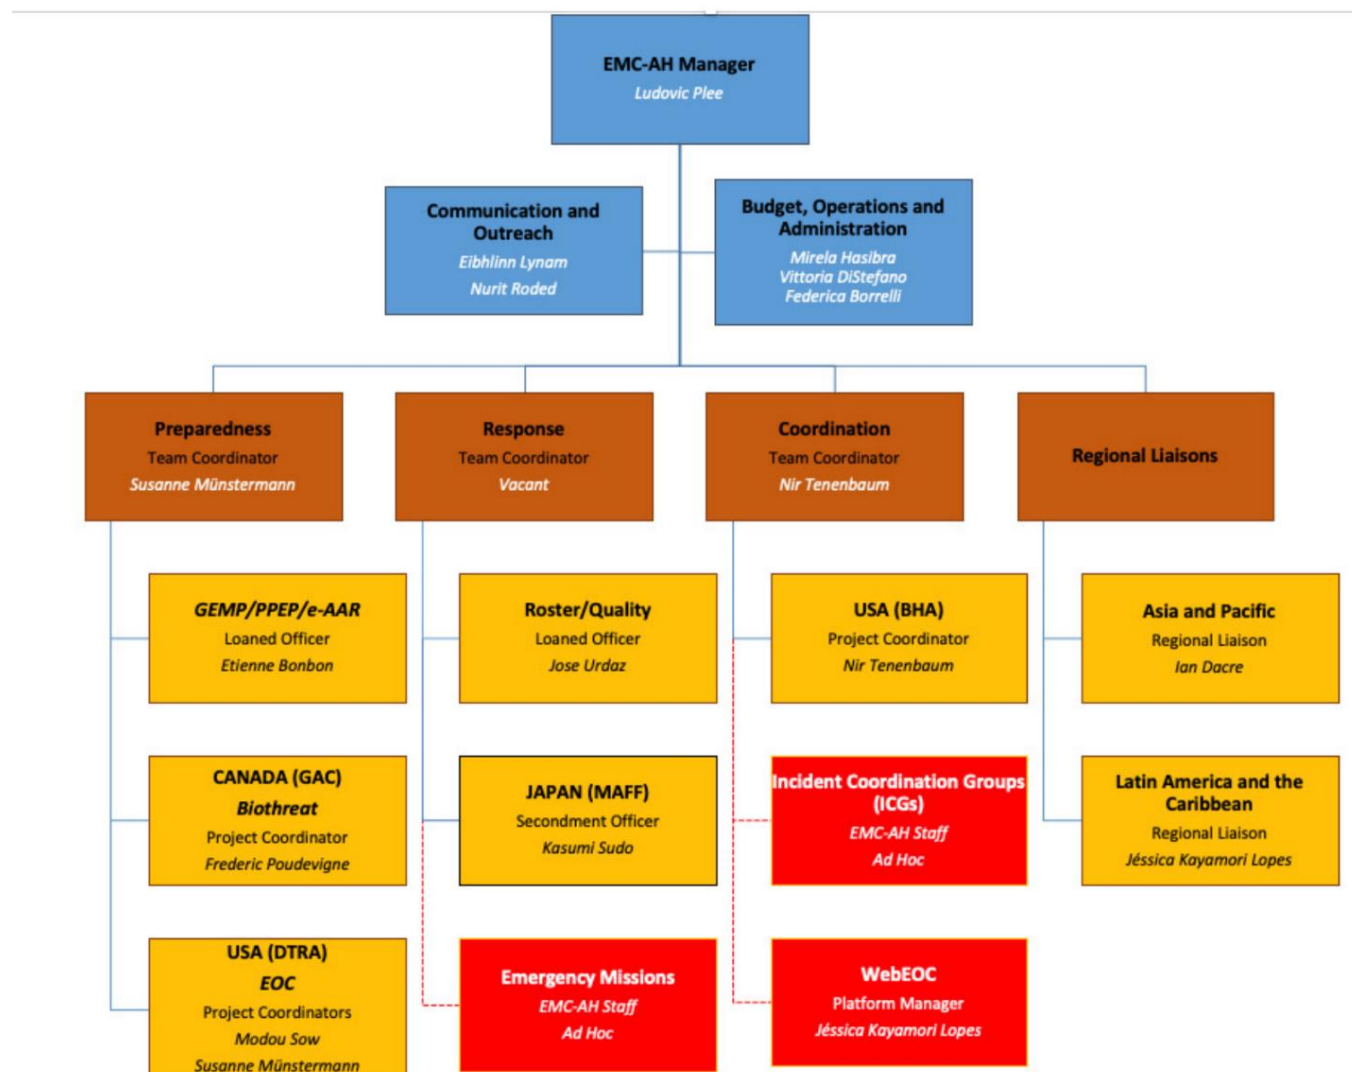 EMC-AH Manager
Ludovic Plee
Communication and
Outreach
Eibhlinn Lynam
Nurit Roded
Budget, Operations and
Administration
Mirela Hasibra
Vittoria DiStefano
Federica Borrelli
Preparedness
Team Coordinator
Susanne Münstermann
Response
Team Coordinator
Vacant
Coordination
Team Coordinator
Nir Tenenbaum
Regional Liaisons
GEMP/PPEP/e-AAR
Loaned Officer
Etienne Bonbon
Roster/Quality
Loaned Officer
Jose Urdaz
USA (BHA)
Project Coordinator
Nir Tenenbaum
Asia and Pacific
Regional Liaison
Ian Dacre
CANADA (GAC)
Biothreat
Project Coordinator
Frederic Poudevigne
JAPAN (MAFF)
Secondment Officer
Kasumi Sudo
Incident Coordination Groups
(ICGs)
EMC-AH Staff
Ad Hoc
Latin America and the
Caribbean
Regional Liaison
Jéssica Kayamori Lopes
USA (DTRA)
EOC
Project Coordinators
Modou Sow
Susanne Münstermann
Emergency Missions
EMC-AH Staff
Ad Hoc
WebEOC
Platform Manager
Jéssica Kayamori Lopes